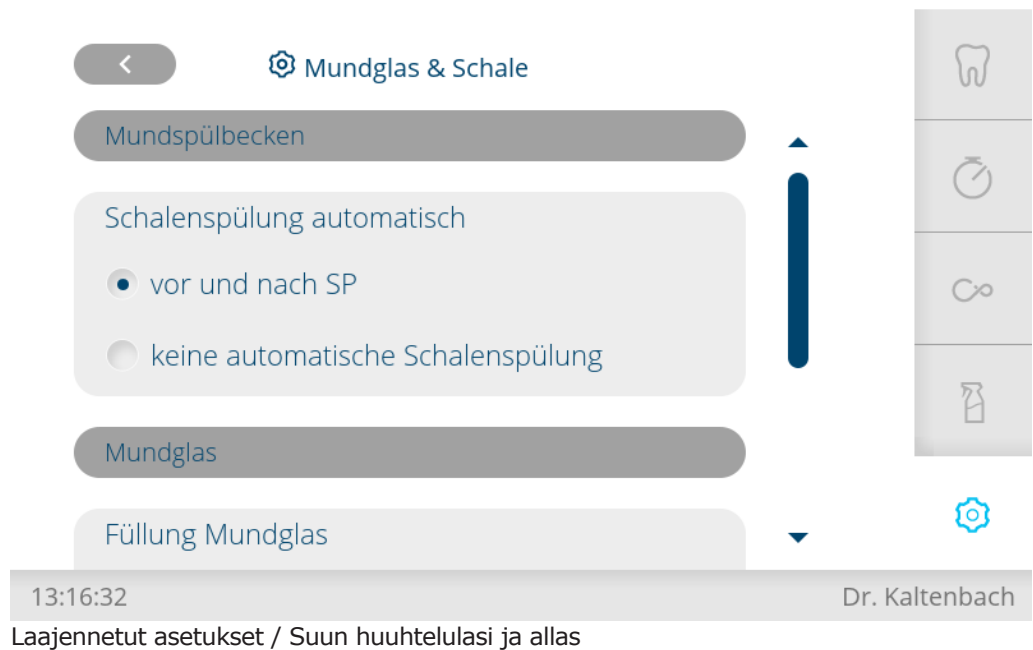 Mundglas & Schale
Mundspülbecken
Schalenspülung automatisch
vor und nach SP
keine automatische Schalenspülung
Mundglas
Füllung Mundglas
13:16:32 Dr. Kaltenbach
Laajennetut asetukset / Suun huuhtelulasi ja allas